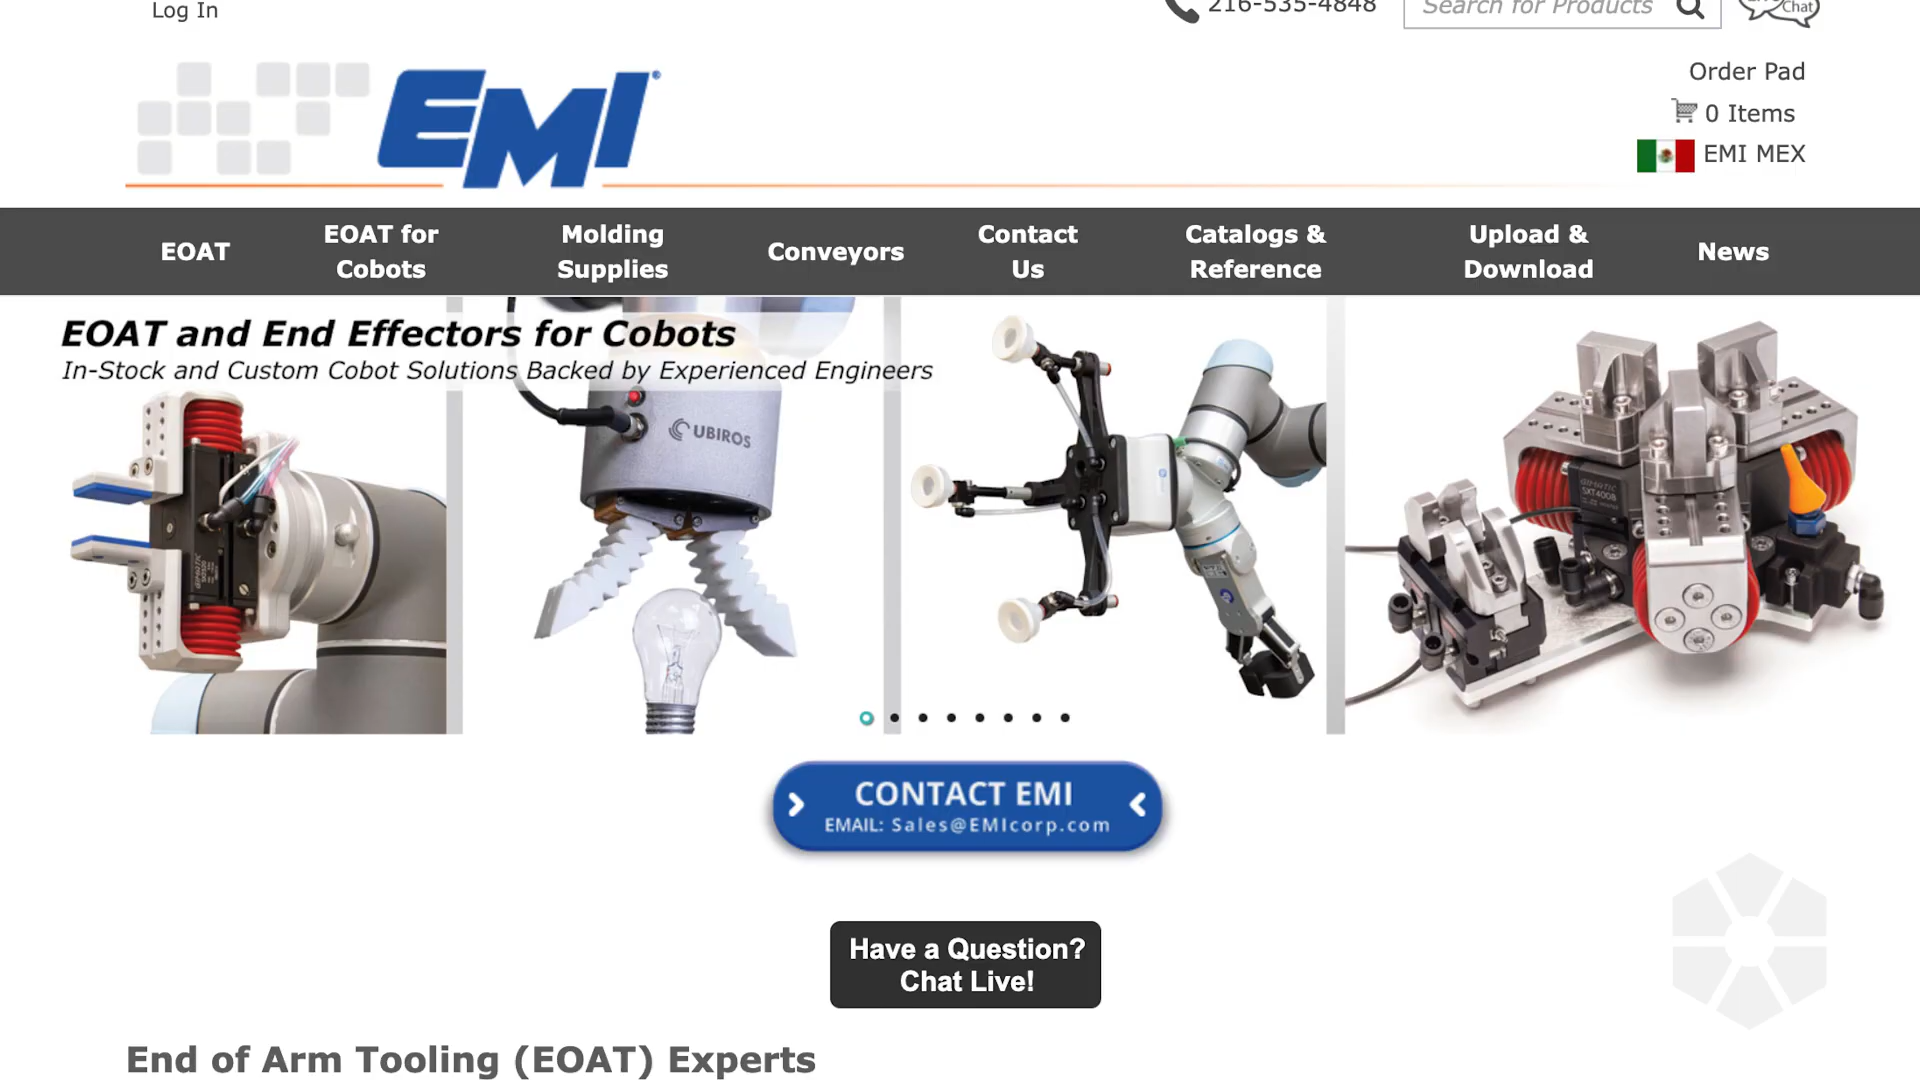 Log In
216-535-4848
Search for Products
Chat
EMI
Order Pad
0 Items
EMI MEX
EOAT
EOAT for
Cobots
Molding
Supplies
Conveyors
Contact
Us
Catalogs &
Reference
Upload &
Download
News
EOAT and End Effectors for Cobots
In-Stock and Custom Cobot Solutions Backed by Experienced Engineers
UBIROS
CONTACT EMI
EMAIL: Sales@EMIcorp.com
Have a Question?
Chat Live!
End of Arm Tooling (EOAT) Experts